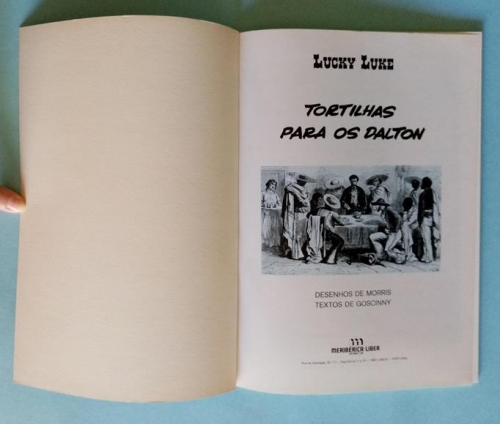 LUCKY LUKE
TORTILHAS
PARA OS DALTON
DESENHOS DE MORRIS
TEXTOS DE GOSCINNY
MERIBÉRICA/LIBER